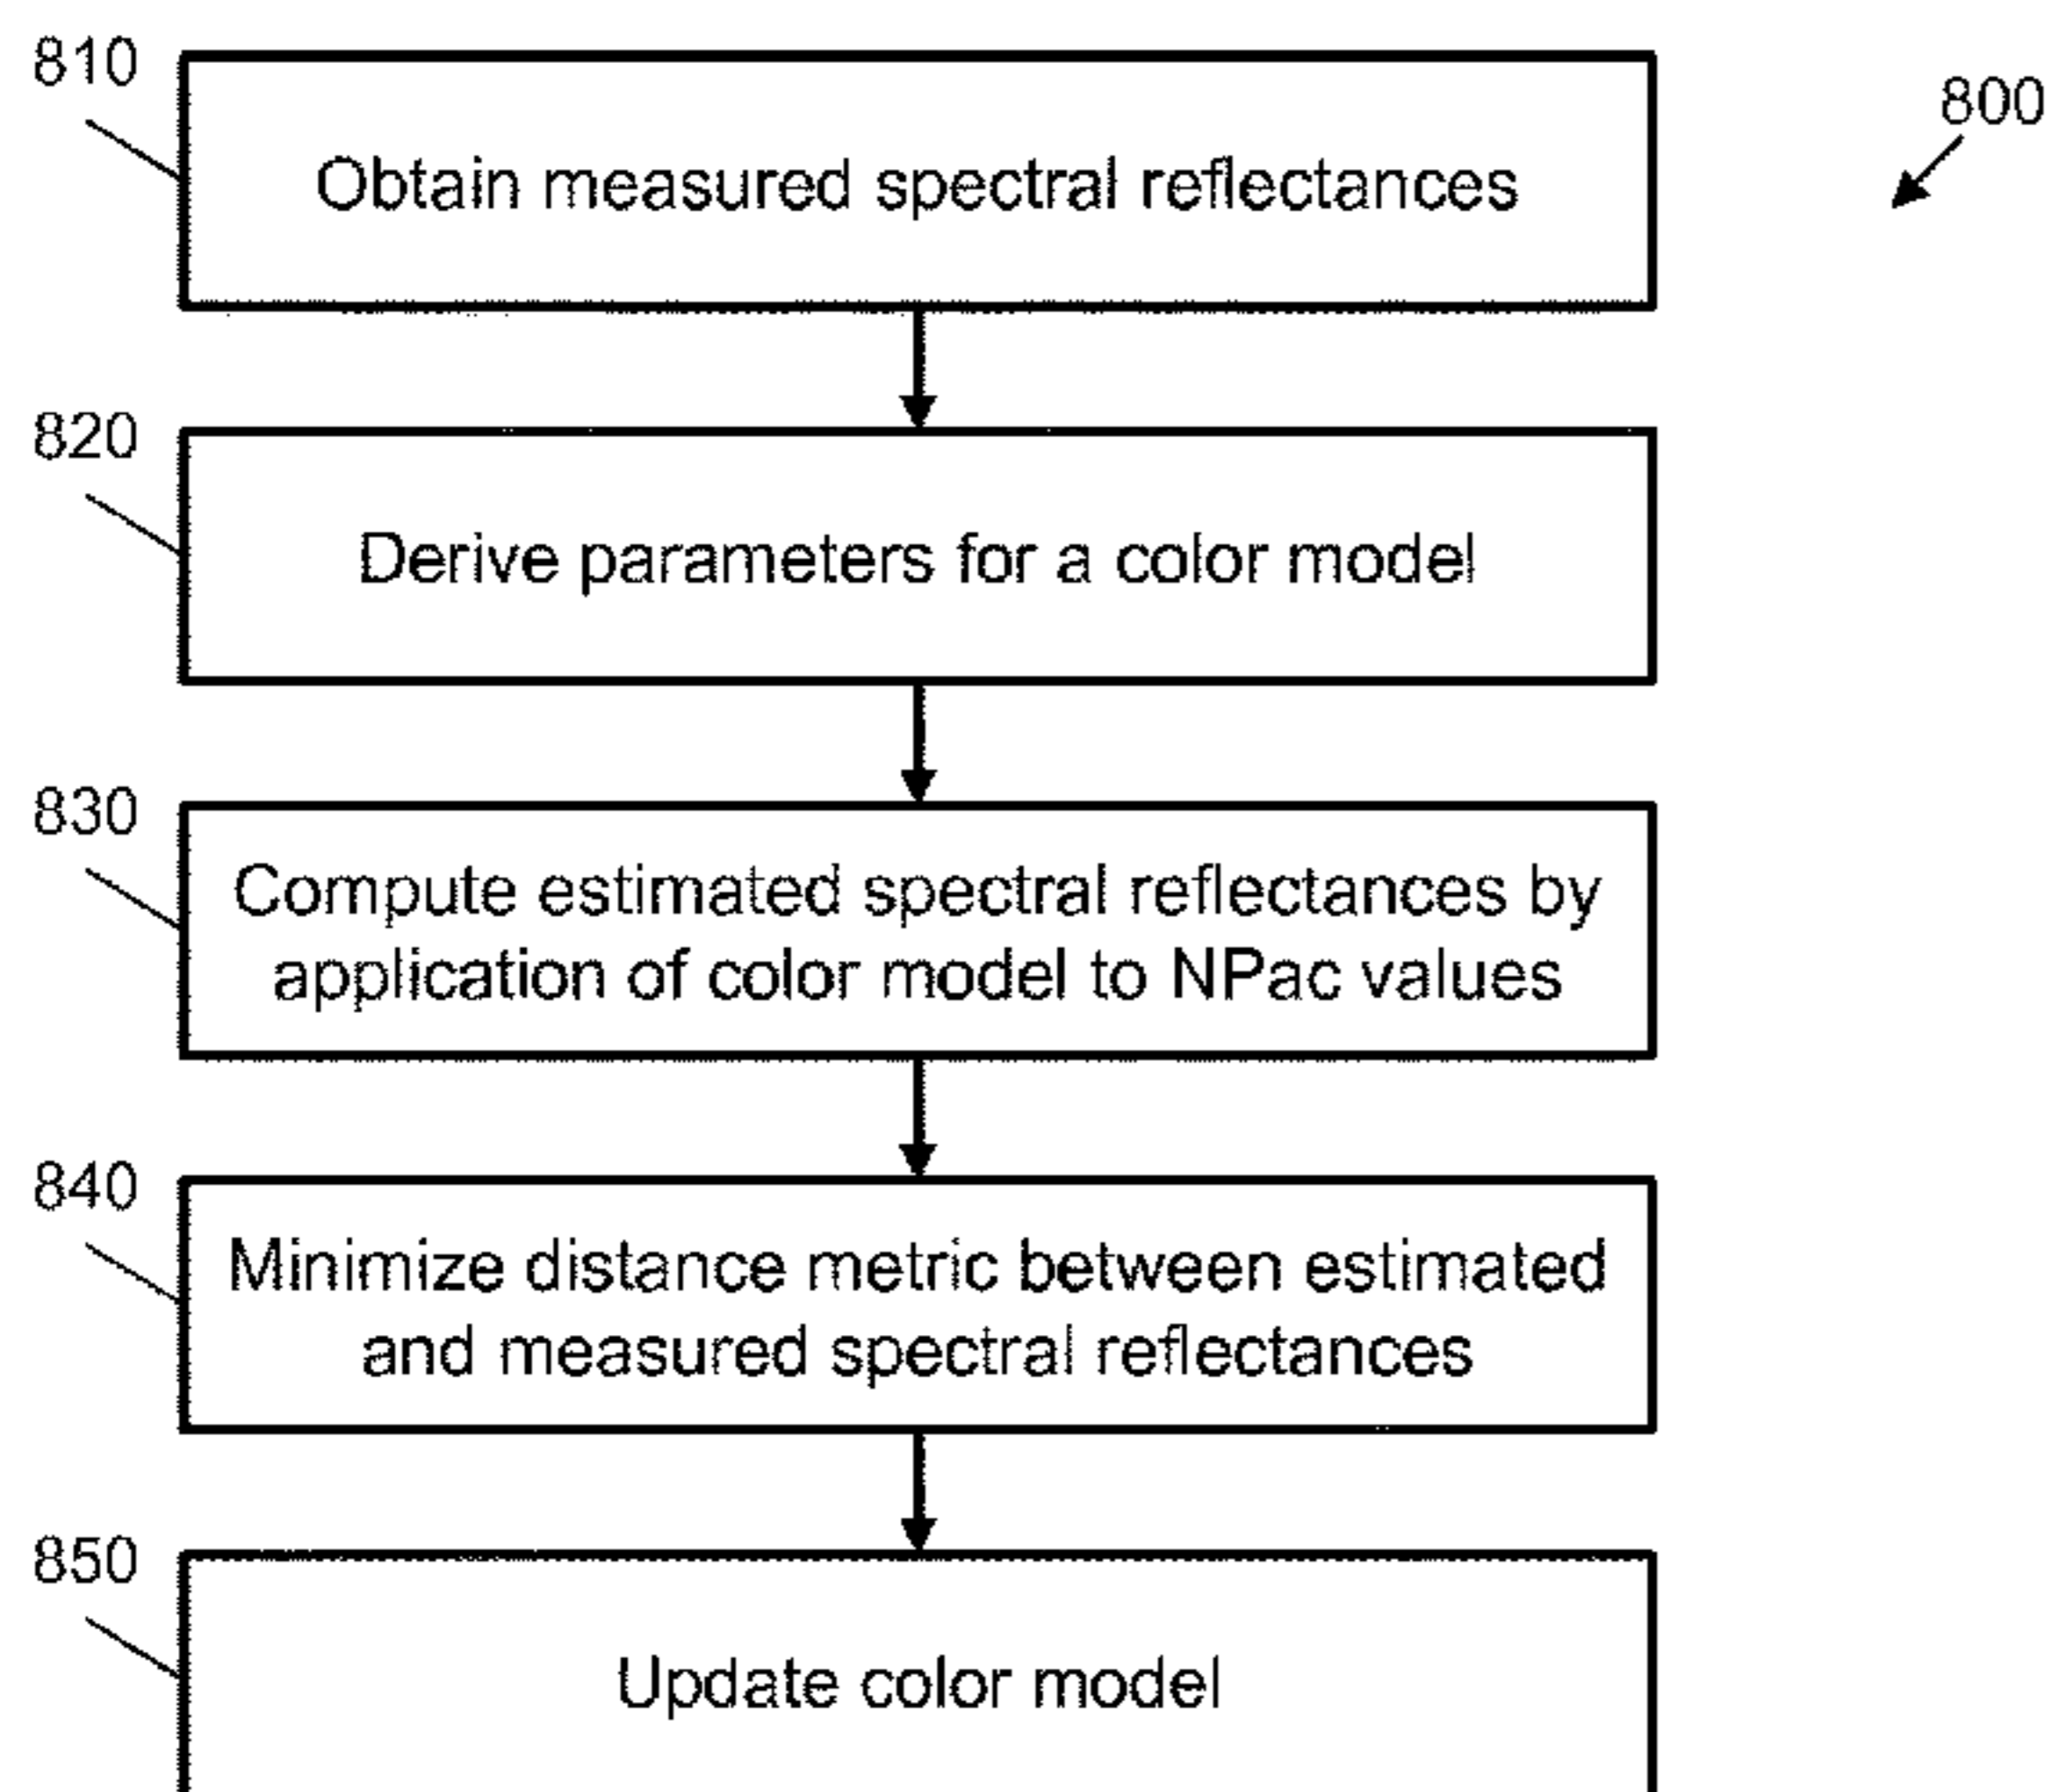 810
800
Obtain measured spectral reflectances
820
Derive parameters for a color model
830
Compute estimated spectral reflectances by
application of color model to NPac values
840
Minimize distance metric between estimated
and measured spectral reflectances
850
Update color model